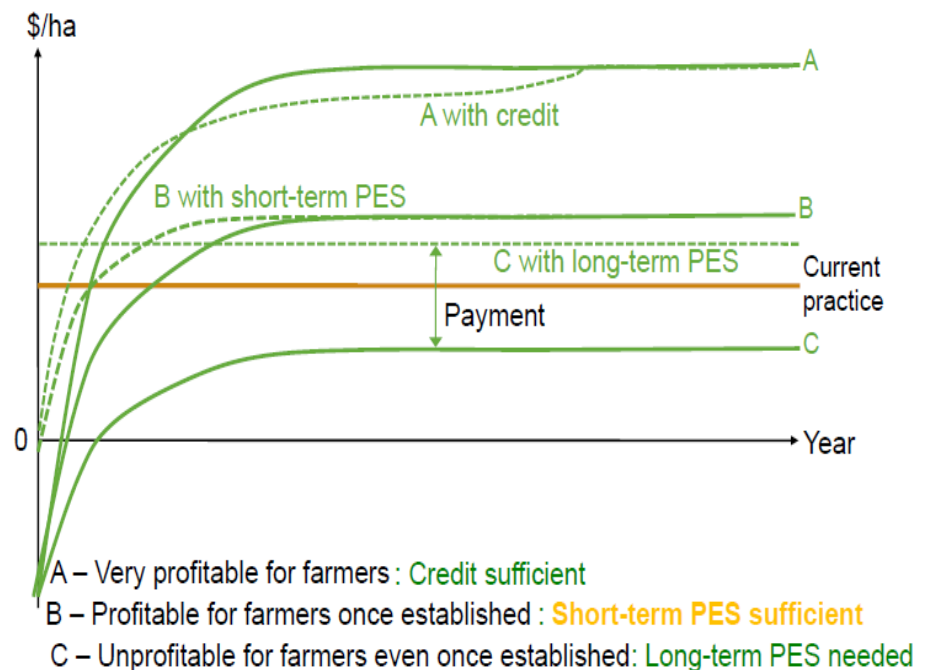 $/ha
A
A with credit
B with short-term PES
B
C with long-term PES
Current
practice
Payment
C
0
Year
A – Very profitable for farmers : Credit sufficient
B – Profitable for farmers once established : Short-term PES sufficient
C – Unprofitable for farmers even once established: Long-term PES needed